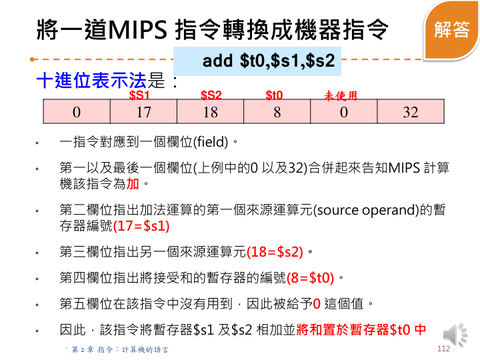 將一道MIPS 指令轉換成機器指令
解答
add $t0,$s1,$s2
十進位表示法是：
$S1 $S2 $t0 未使用
0 17 18 8 0 32
• 一指令對應到一個欄位(field)。
• 第一以及最後一個欄位(上例中的0 以及32)合併起來告知MIPS 計算
機該指令為加。
• 第二欄位指出加法運算的第一個來源運算元(source operand)的暫
存器編號(17=$s1)
• 第三欄位指出另一個來源運算元(18=$s2)。
• 第四欄位指出將接受和的暫存器的編號(8=$t0)。
• 第五欄位在該指令中沒有用到，因此被給予0 這個值。
• 因此，該指令將暫存器$s1 及$s2 相加並將和置於暫存器$t0 中
第 2 章 指令：計算機的語言
112